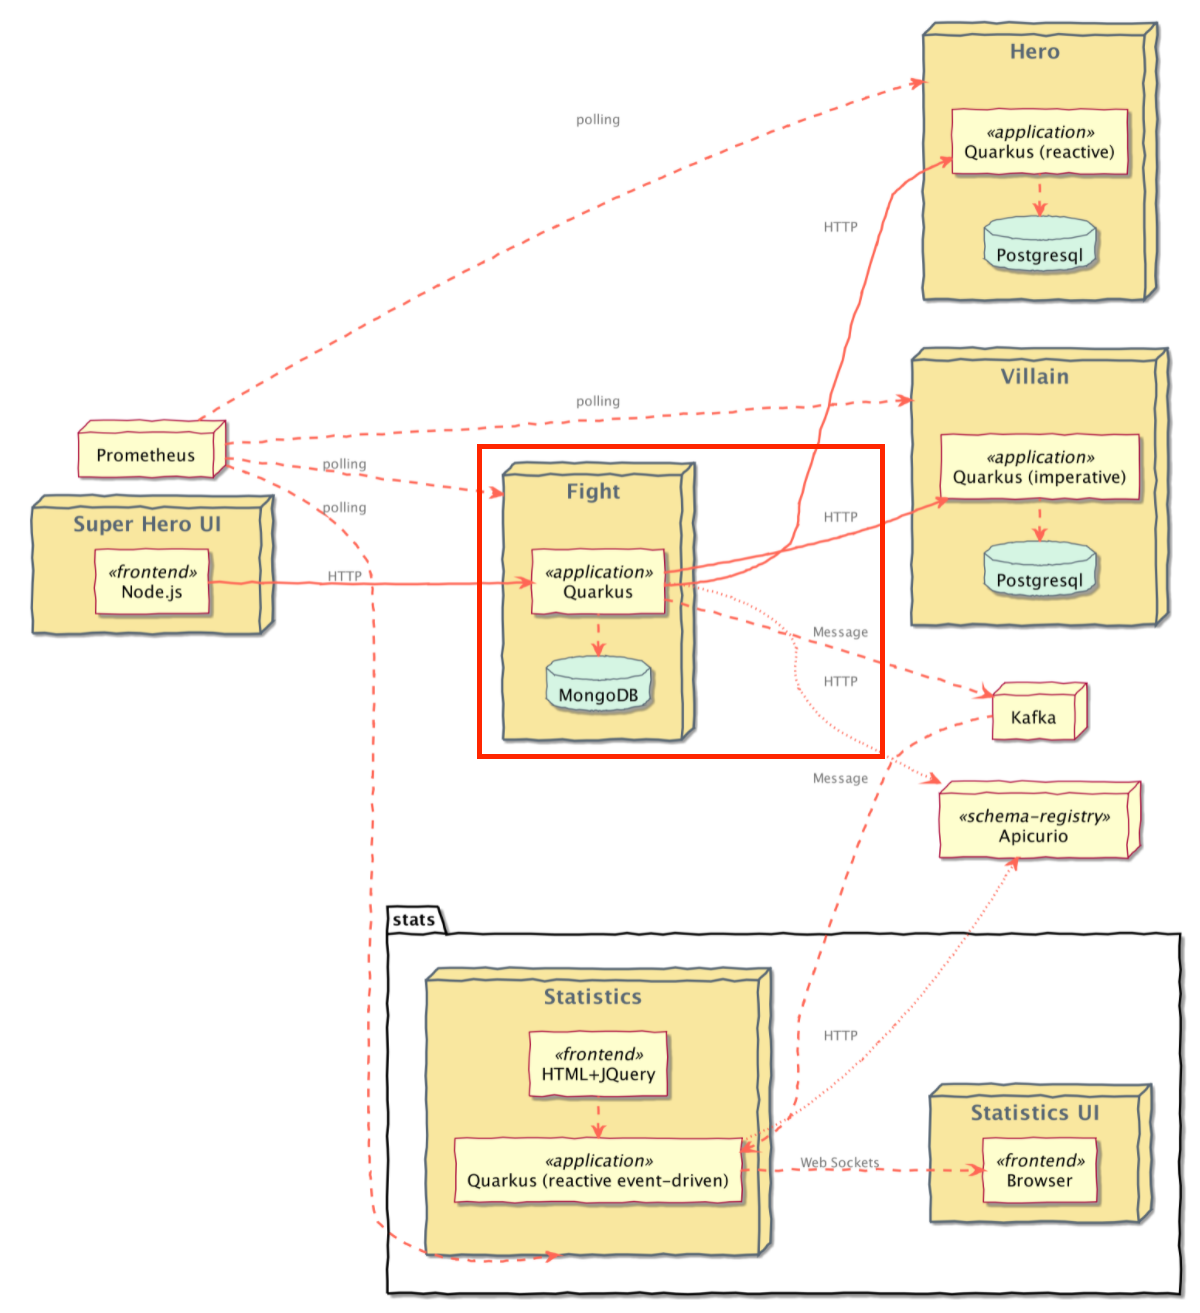 Hero
«application»
Quarkus (reactive)
Postgresql
polling
HTTP
Villain
«application»
Quarkus (imperative)
Postgresql
polling
Prometheus
polling
polling
Super Hero UI
«frontend»
Node.js
HTTP
Fight
«application»
Quarkus
MongoDB
HTTP
Message
HTTP
Kafka
Message
«schema-registry»
Apicurio
stats
Statistics
«frontend»
HTML+JQuery
«application»
Quarkus (reactive event-driven)
HTTP
Web Sockets
Statistics UI
«frontend»
Browser